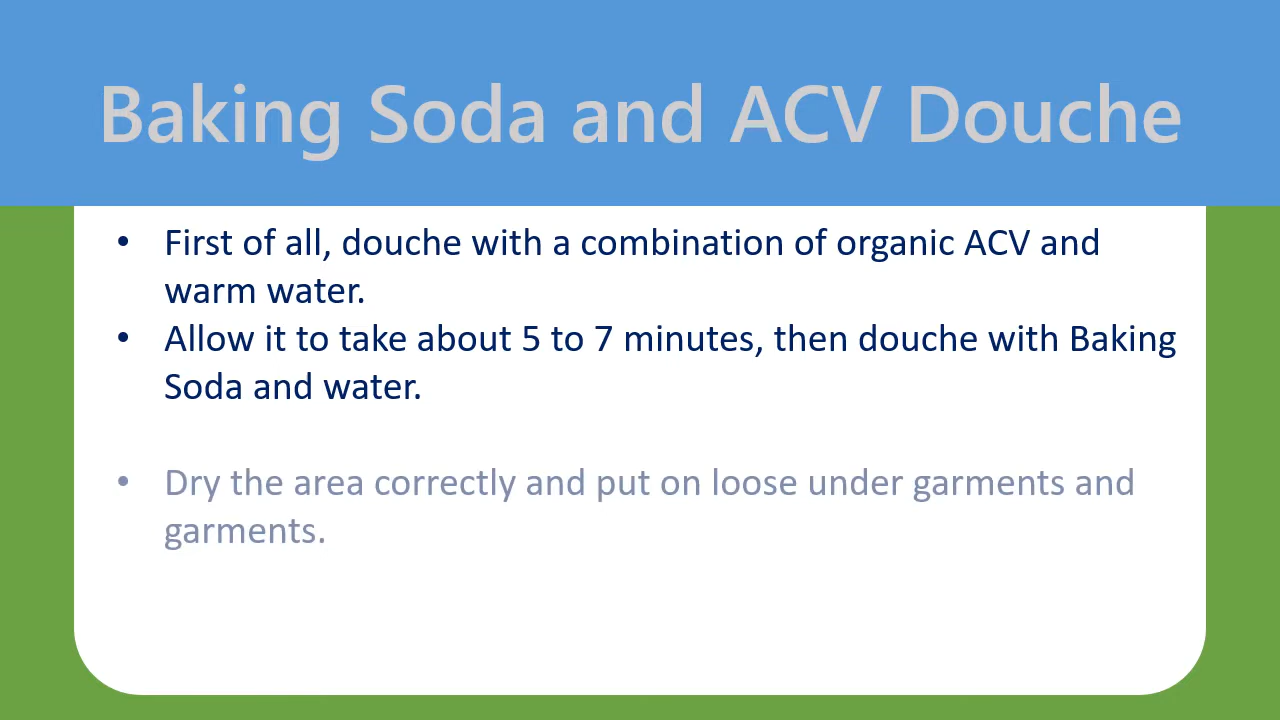 Baking Soda and ACV Douche
• First of all, douche with a combination of organic ACV and
warm water.
• Allow it to take about 5 to 7 minutes, then douche with Baking
Soda and water.
• Dry the area correctly and put on loose under garments and
garments.